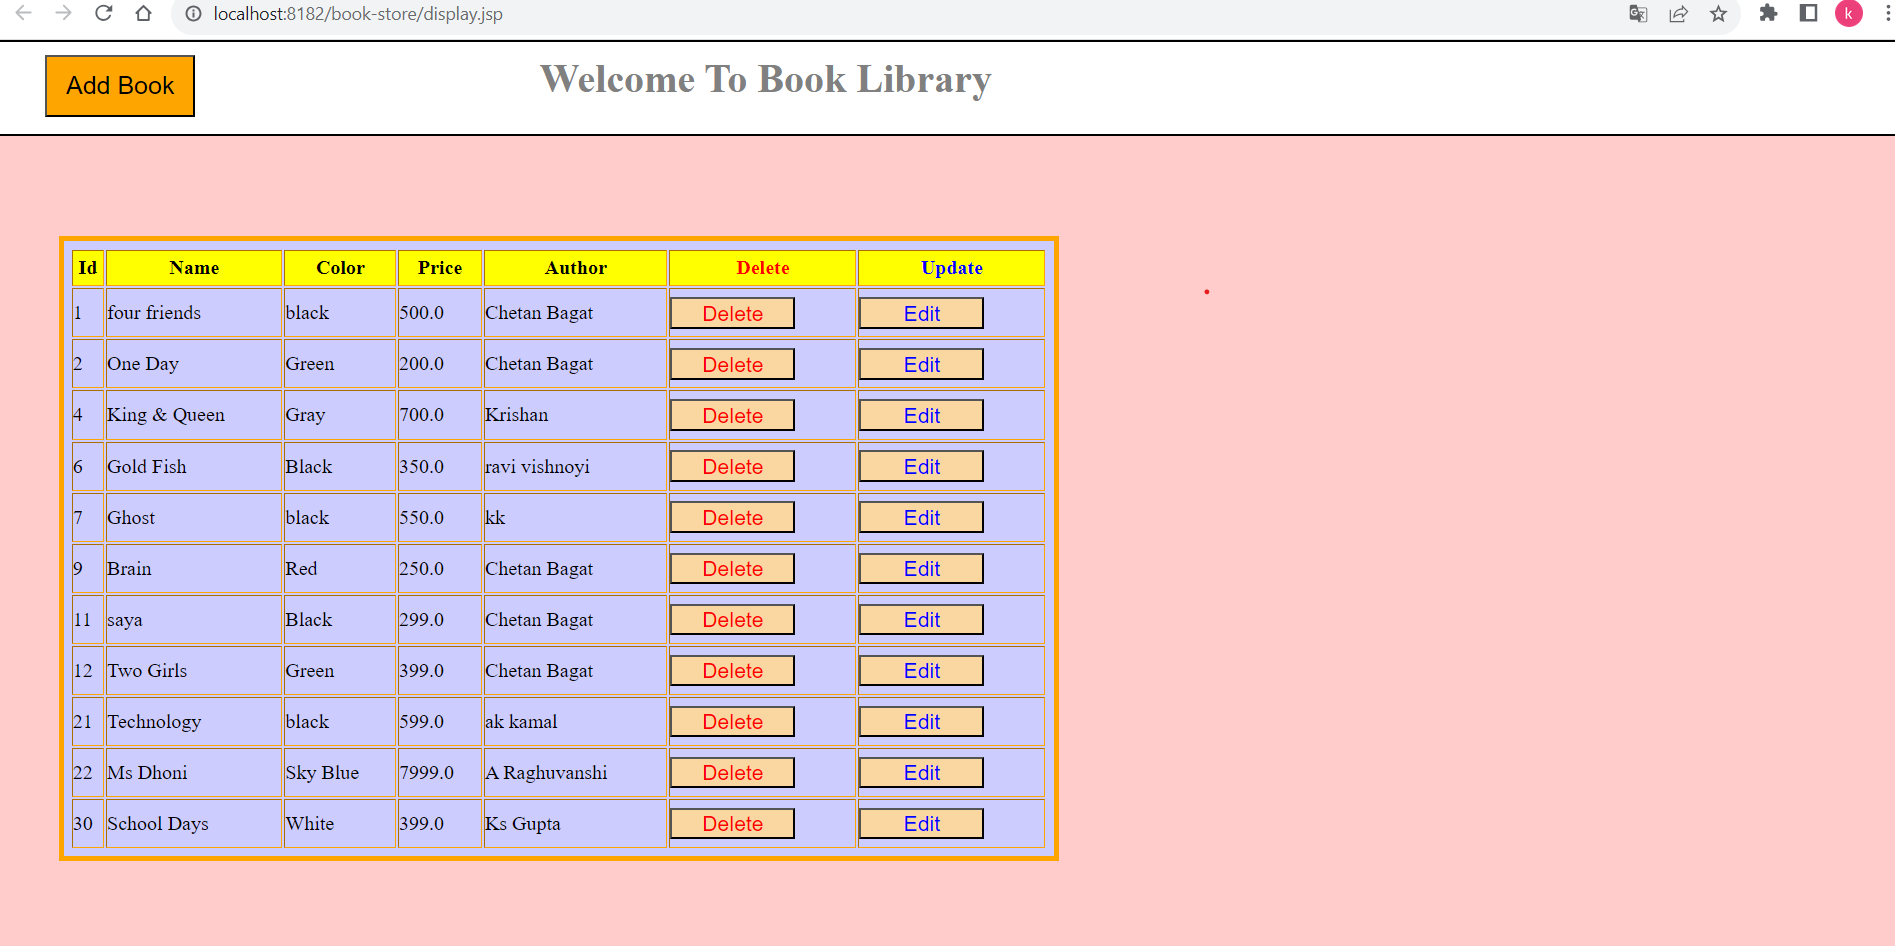 localhost:8182/book-store/display.jsp
k
Add Book
Welcome To Book Library
Id Name Color Price Author Delete Update
1 four friends black 500.0 Chetan Bagat Delete Edit
2 One Day Green 200.0 Chetan Bagat Delete Edit
4 King & Queen Gray 700.0 Krishan Delete Edit
6 Gold Fish Black 350.0 ravi vishnoyi Delete Edit
7 Ghost black 550.0 kk Delete Edit
9 Brain Red 250.0 Chetan Bagat Delete Edit
11 saya Black 299.0 Chetan Bagat Delete Edit
12 Two Girls Green 399.0 Chetan Bagat Delete Edit
21 Technology black 599.0 ak kamal Delete Edit
22 Ms Dhoni Sky Blue 7999.0 A Raghuvanshi Delete Edit
30 School Days White 399.0 Ks Gupta Delete Edit